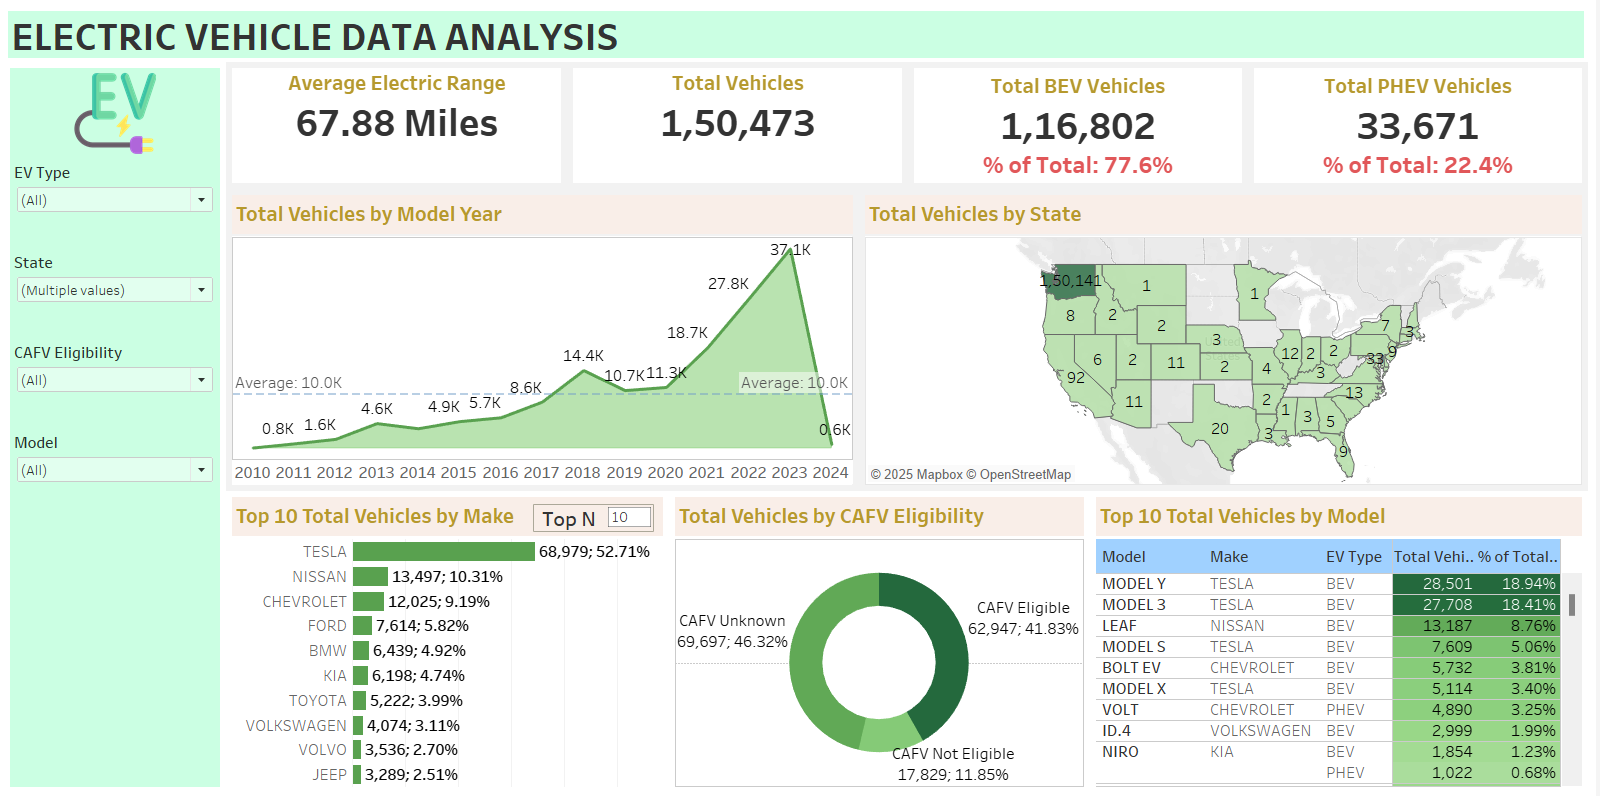 ELECTRIC VEHICLE DATA ANALYSIS
EV
EV Type
(All)
State
(Multiple values)
CAFV Eligibility
(All)
Model
(All)
Average Electric Range
67.88 Miles
Total Vehicles
1,50,473
Total BEV Vehicles
1,16,802
% of Total: 77.6%
Total PHEV Vehicles
33,671
% of Total: 22.4%
Total Vehicles by Model Year
37.1K
27.8K
18.7K
14.4K
10.7K 11.3K
Average: 10.0K
Average: 10.0K
8.6K
4.6K
4.9K 5.7K
0.8K 1.6K
0.6K
2010 2011 2012 2013 2014 2015 2016 2017 2018 2019 2020 2021 2022 2023 2024
Total Vehicles by State
1,50,141
1
1
8
2
2
3
7
3
6
2
11
2
4
12
2
2
3
33
9
92
11
2
13
20
3
1
3
5
9
United
© 2025 Mapbox © OpenStreetMap
Top 10 Total Vehicles by Make
Top N 10
TESLA 68,979; 52.71%
NISSAN 13,497; 10.31%
CHEVROLET 12,025; 9.19%
FORD 7,614; 5.82%
BMW 6,439; 4.92%
KIA 6,198; 4.74%
TOYOTA 5,222; 3.99%
VOLKSWAGEN 4,074; 3.11%
VOLVO 3,536; 2.70%
JEEP 3,289; 2.51%
Total Vehicles by CAFV Eligibility
CAFV Unknown
69,697; 46.32%
CAFV Eligible
62,947; 41.83%
CAFV Not Eligible
17,829; 11.85%
Top 10 Total Vehicles by Model
Model Make EV Type Total Vehi.. % of Total..
MODEL Y TESLA BEV 28,501 18.94%
MODEL 3 TESLA BEV 27,708 18.41%
LEAF NISSAN BEV 13,187 8.76%
MODEL S TESLA BEV 7,609 5.06%
BOLT EV CHEVROLET BEV 5,732 3.81%
MODEL X TESLA BEV 5,114 3.40%
VOLT CHEVROLET PHEV 4,890 3.25%
ID.4 VOLKSWAGEN BEV 2,999 1.99%
NIRO KIA BEV 1,854 1.23%
PHEV 1,022 0.68%